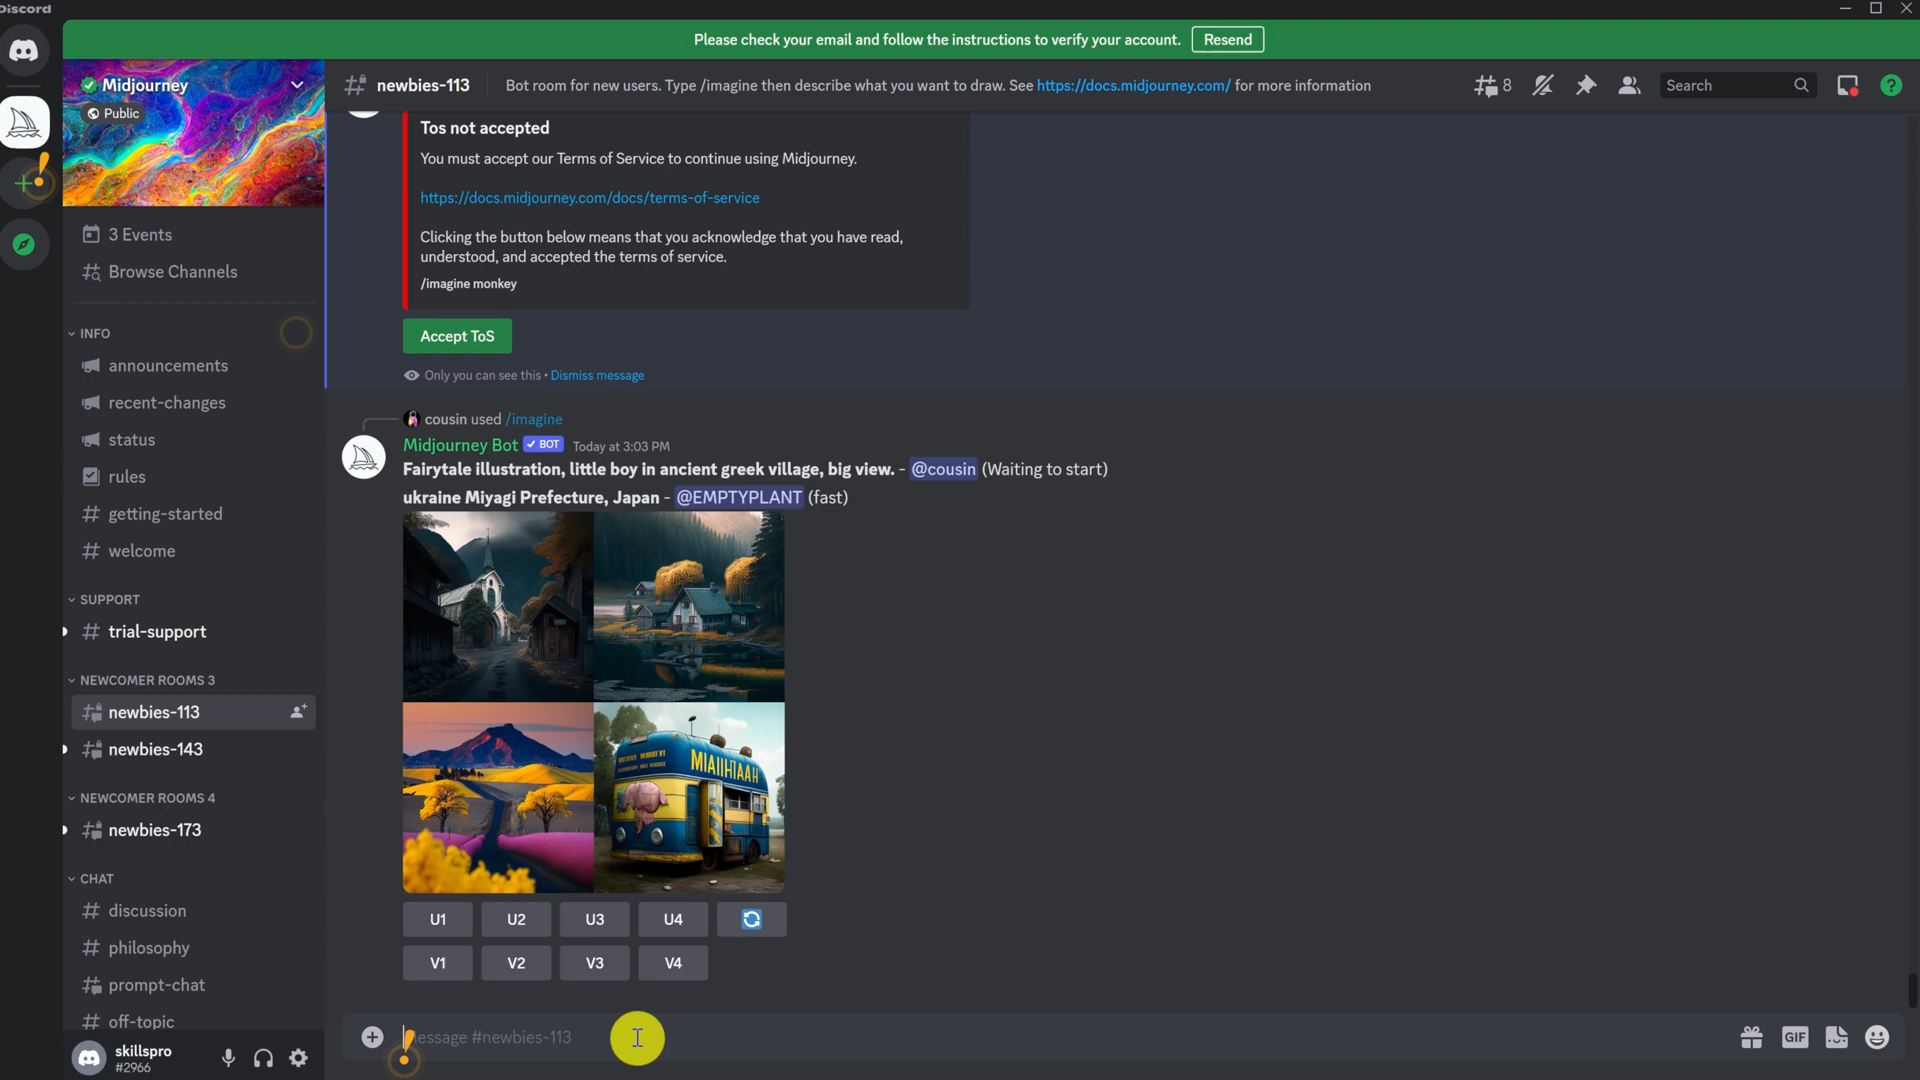 Discord
Please check your email and follow the instructions to verify your account. Resend
Midjourney
Public
newbies-113 Bot room for new users. Type /imagine then describe what you want to draw. See https://docs.midjourney.com/ for more information 8 Search
Tos not accepted
You must accept our Terms of Service to continue using Midjourney.
https://docs.midjourney.com/docs/terms-of-service
Clicking the button below means that you acknowledge that you have read,
understood, and accepted the terms of service.
/imagine monkey
Accept ToS
Only you can see this • Dismiss message
3 Events
Browse Channels
INFO
announcements
recent-changes
status
rules
getting-started
welcome
SUPPORT
trial-support
NEWCOMER ROOMS 3
newbies-113
newbies-143
NEWCOMER ROOMS 4
newbies-173
CHAT
discussion
philosophy
prompt-chat
off-topic
skillspro
#2966
cousin used /imagine
Midjourney Bot BOT Today at 3:03 PM
Fairytale illustration, little boy in ancient greek village, big view. - @cousin (Waiting to start)
ukraine Miyagi Prefecture, Japan - @EMPTYPLANT (fast)
U1 U2 U3 U4
V1 V2 V3 V4
essage #newbies-113
GIF